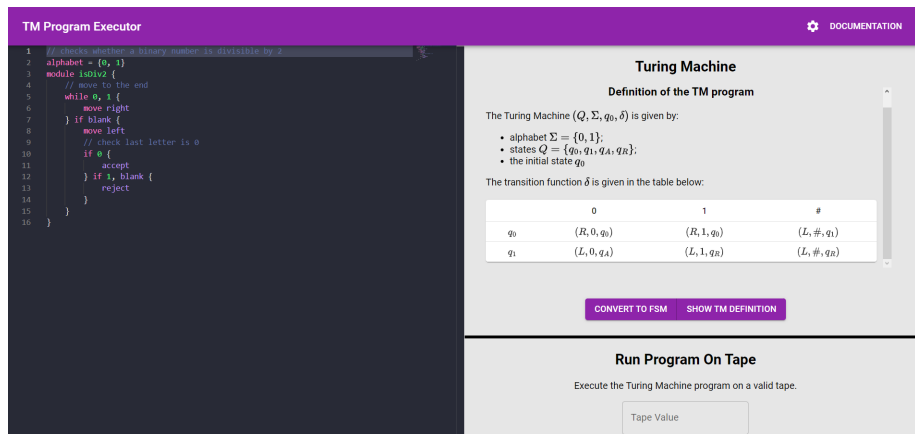 TM Program Executor
DOCUMENTATION
1 // checks whether a binary number is divisible by 2
2 alphabet = {0, 1}
3 module isDiv2 {
4 // move to the end
5 while 0, 1 {
6 move right
7 } if blank {
8 move left
9 // check last letter is 0
10 if 0 {
11 accept
12 } if 1, blank {
13 reject
14 }
15 }
16 }
Turing Machine
Definition of the TM program
The Turing Machine (Q, Σ, q₀, δ) is given by:
• alphabet Σ = {0, 1};
• states Q = {q₀, q₁, q_A, q_R};
• the initial state q₀
The transition function δ is given in the table below:
0 1 #
q₀ (R, 0, q₀) (R, 1, q₀) (L, #, q₁)
q₁ (L, 0, q_A) (L, 1, q_R) (L, #, q_R)
CONVERT TO FSM SHOW TM DEFINITION
Run Program On Tape
Execute the Turing Machine program on a valid tape.
Tape Value